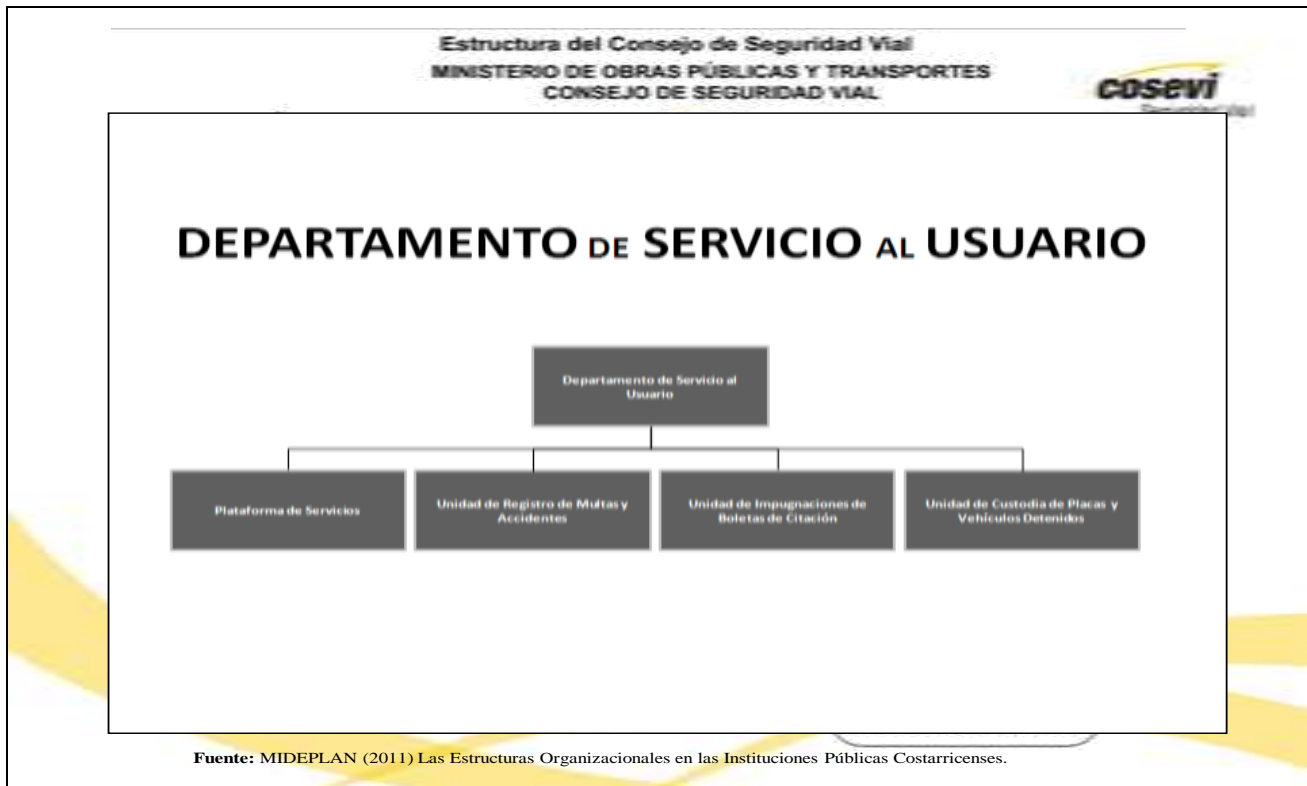 Estructura del Consejo de Seguridad Vial
MINISTERIO DE OBRAS PÚBLICAS Y TRANSPORTES
CONSEJO DE SEGURIDAD VIAL
cosevi
Seguridad Vial
DEPARTAMENTO DE SERVICIO AL USUARIO
Departamento de Servicio al
Usuario
Plataforma de Servicios
Unidad de Registro de Multas y
Accidentes
Unidad de Impugnaciones de
Boletas de Citación
Unidad de Custodia de Placas y
Vehículos Detenidos
Fuente: MIDEPLAN (2011) Las Estructuras Organizacionales en las Instituciones Públicas Costarricenses.